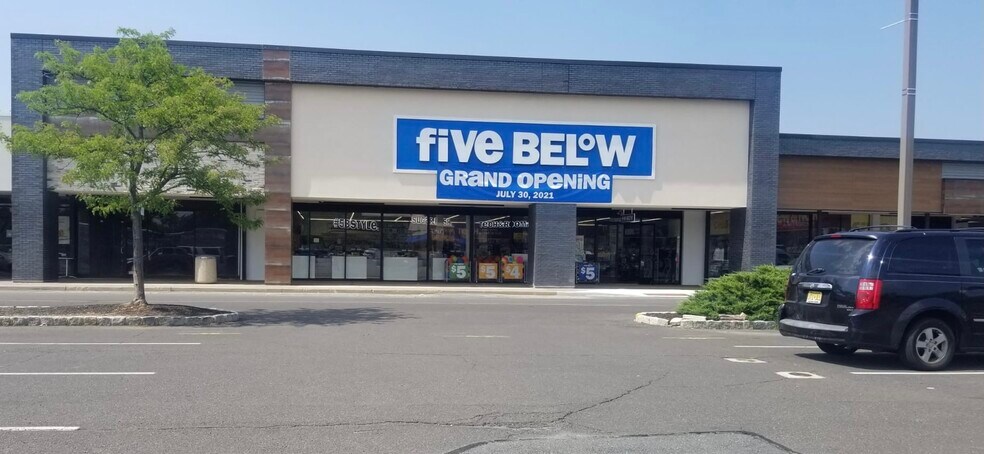 five BELOW
GRAND OPENING
JULY 30, 2021
$5
$5
$4
$5